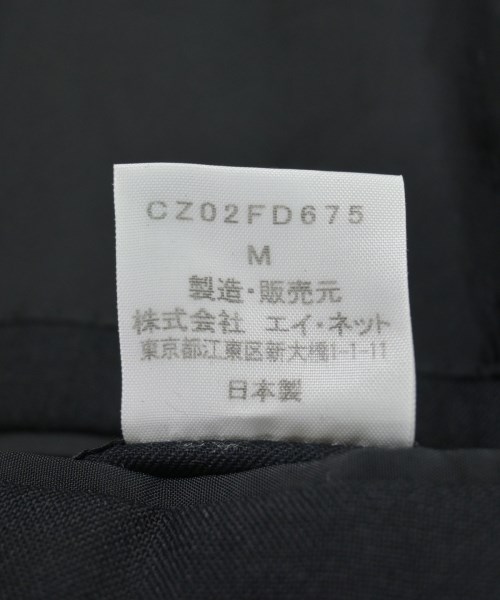 CZ02FD675
M
製造・販売元
株式会社 エイ・ネット
東京都江東区新大橋1-1-11
日本製